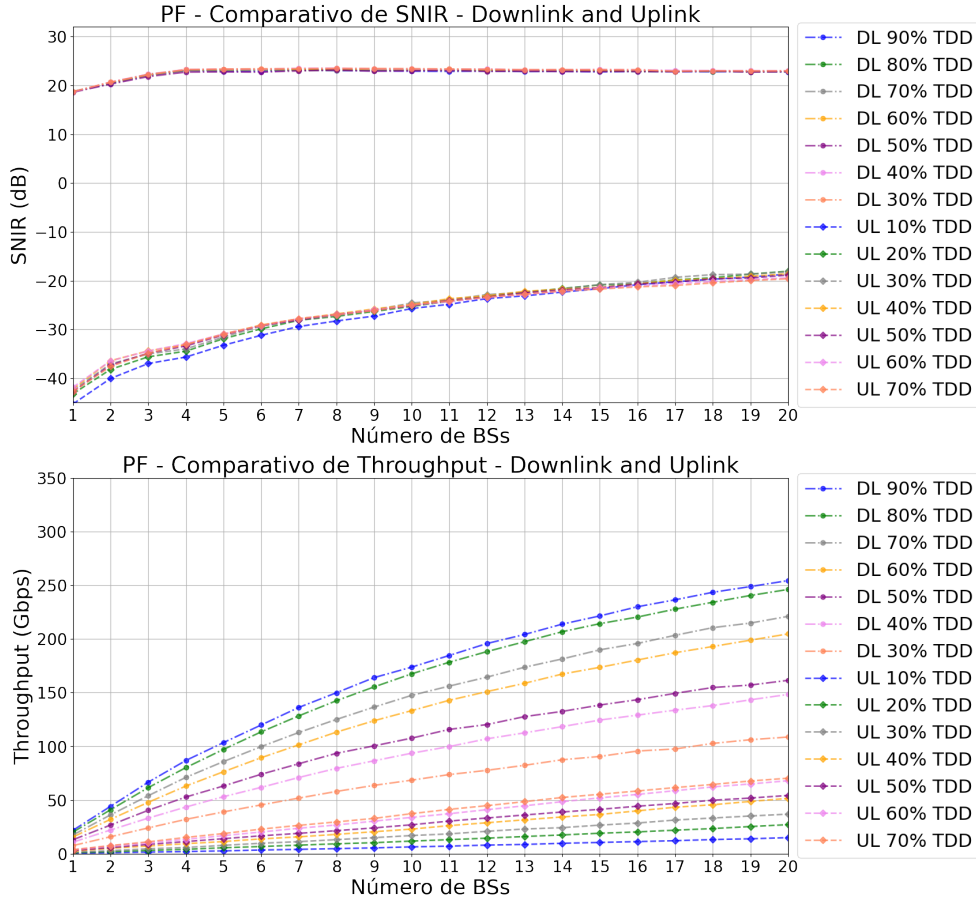 PF - Comparativo de SNIR - Downlink and Uplink
SNIR (dB)
30
20
10
0
−10
−20
−30
−40
1 2 3 4 5 6 7 8 9 10 11 12 13 14 15 16 17 18 19 20
Número de BSs
DL 90% TDD
DL 80% TDD
DL 70% TDD
DL 60% TDD
DL 50% TDD
DL 40% TDD
DL 30% TDD
UL 10% TDD
UL 20% TDD
UL 30% TDD
UL 40% TDD
UL 50% TDD
UL 60% TDD
UL 70% TDD
PF - Comparativo de Throughput - Downlink and Uplink
Throughput (Gbps)
350
300
250
200
150
100
50
0
1 2 3 4 5 6 7 8 9 10 11 12 13 14 15 16 17 18 19 20
Número de BSs
DL 90% TDD
DL 80% TDD
DL 70% TDD
DL 60% TDD
DL 50% TDD
DL 40% TDD
DL 30% TDD
UL 10% TDD
UL 20% TDD
UL 30% TDD
UL 40% TDD
UL 50% TDD
UL 60% TDD
UL 70% TDD